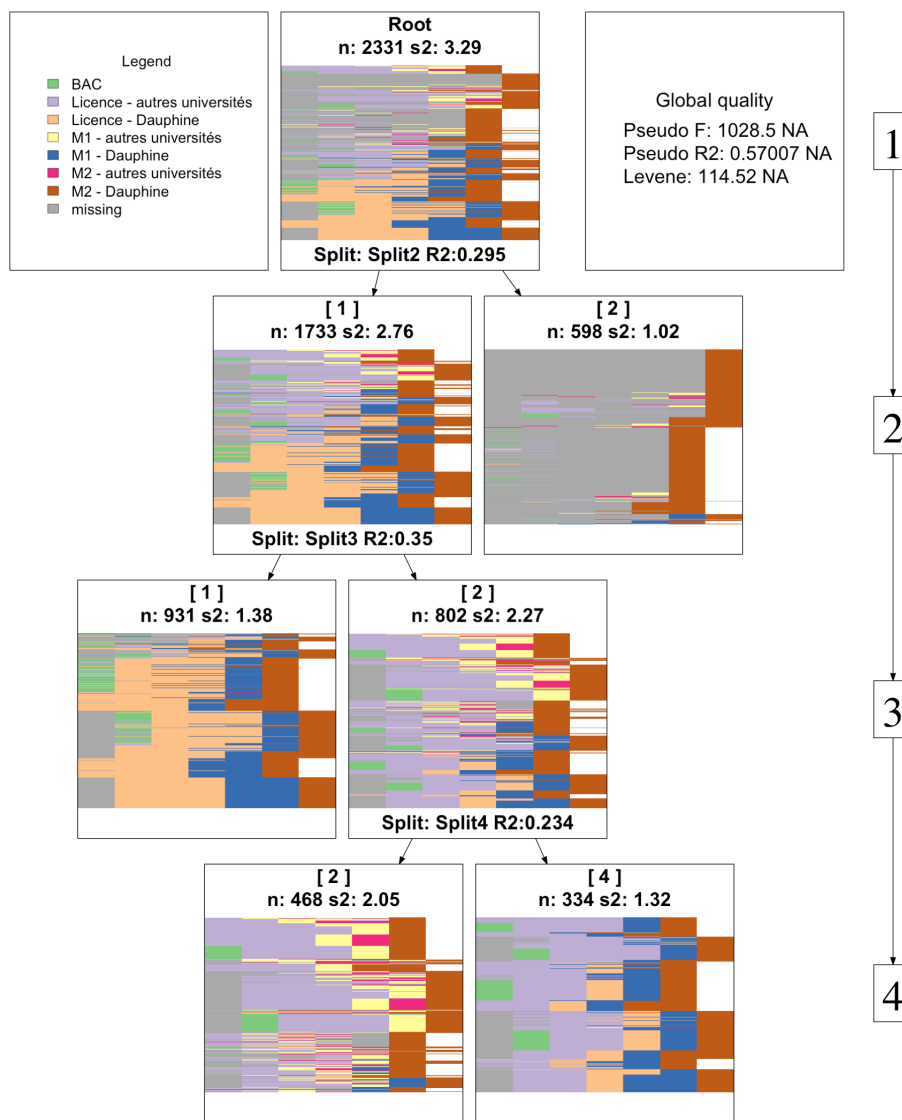 Legend
BAC
Licence - autres universités
Licence - Dauphine
M1 - autres universités
M1 - Dauphine
M2 - autres universités
M2 - Dauphine
missing
Root
n: 2331 s2: 3.29
Split: Split2 R2:0.295
Global quality
Pseudo F: 1028.5 NA
Pseudo R2: 0.57007 NA
Levene: 114.52 NA
1
[ 1 ]
n: 1733 s2: 2.76
Split: Split3 R2:0.35
[ 2 ]
n: 598 s2: 1.02
2
[ 1 ]
n: 931 s2: 1.38
[ 2 ]
n: 802 s2: 2.27
Split: Split4 R2:0.234
3
[ 2 ]
n: 468 s2: 2.05
[ 4 ]
n: 334 s2: 1.32
4